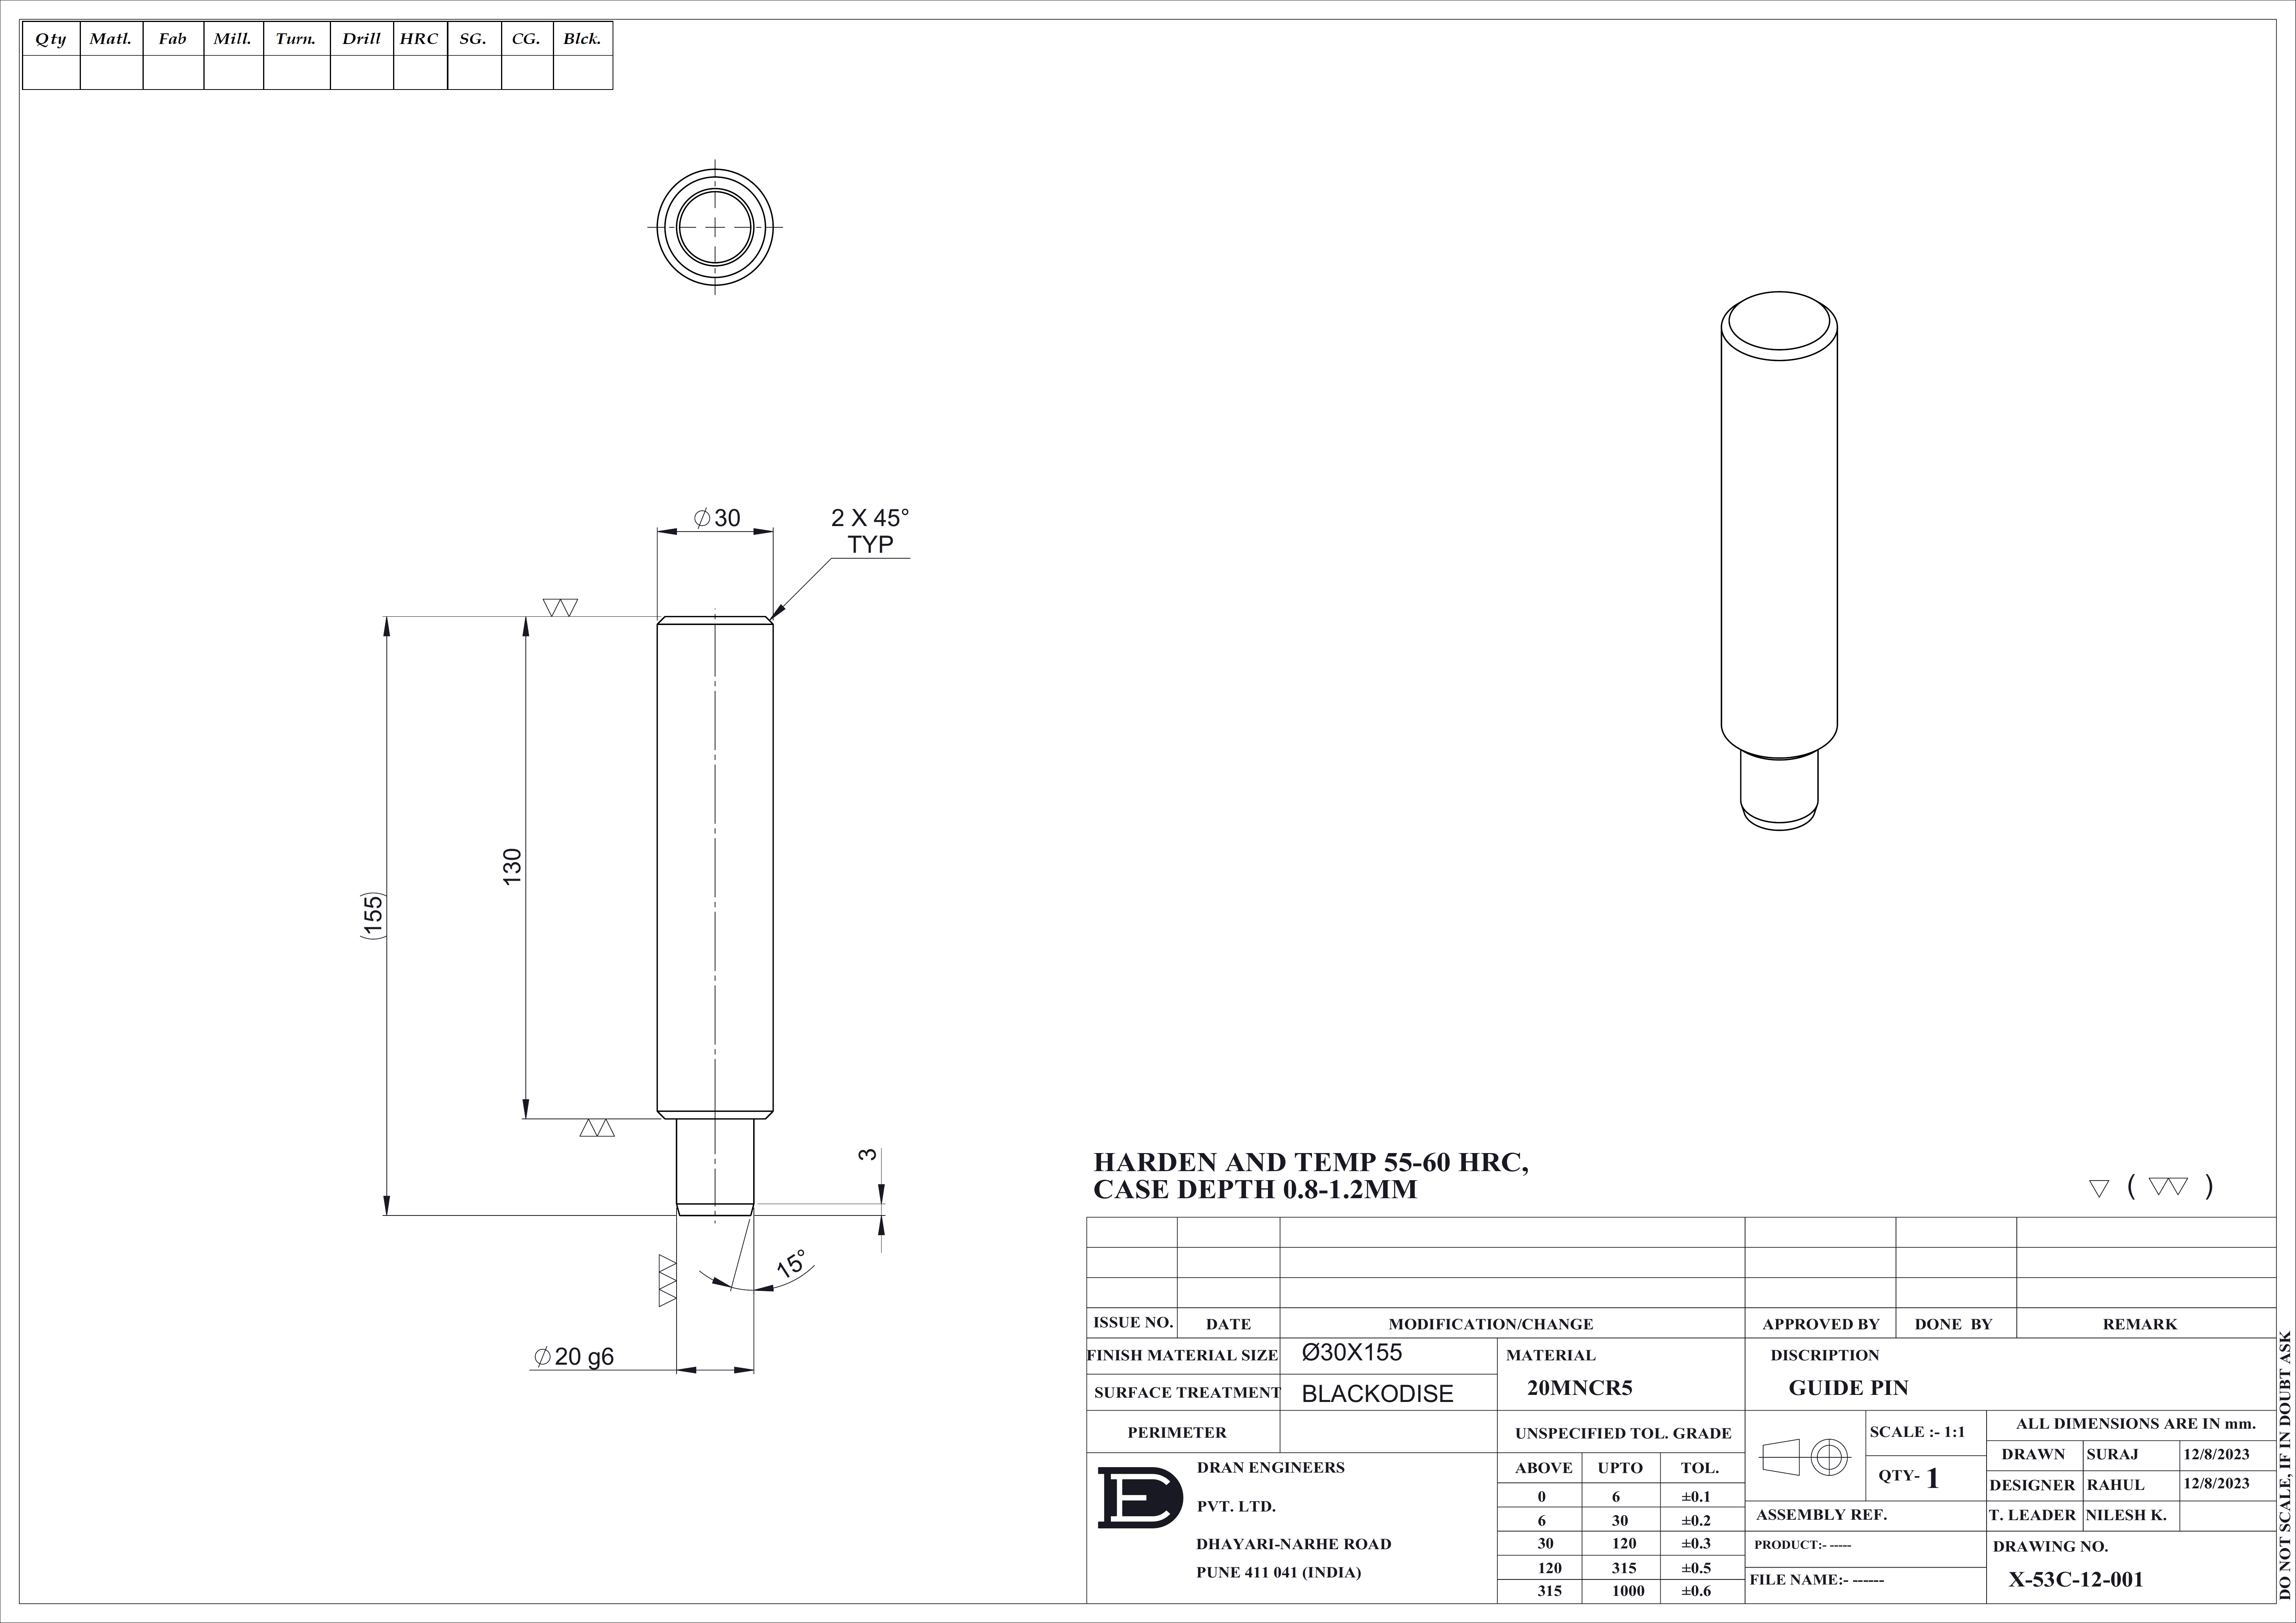 Qty Matl. Fab Mill. Turn. Drill HRC SG. CG. Blck.
∅30
2 X 45°
TYP
130
(155)
3
15°
∅20 g6
HARDEN AND TEMP 55-60 HRC,
CASE DEPTH 0.8-1.2MM
( )
ISSUE NO. DATE MODIFICATION/CHANGE APPROVED BY DONE BY REMARK
FINISH MATERIAL SIZE Ø30X155
SURFACE TREATMENT BLACKODISE
PERIMETER
MATERIAL
20MNCR5
DISCRIPTION
GUIDE PIN
DRAN ENGINEERS
PVT. LTD.
DHAYARI-NARHE ROAD
PUNE 411 041 (INDIA)
UNSPECIFIED TOL. GRADE
ABOVE UPTO TOL.
0 6 ±0.1
6 30 ±0.2
30 120 ±0.3
120 315 ±0.5
315 1000 ±0.6
SCALE :- 1:1
QTY- 1
ASSEMBLY REF.
PRODUCT:- -----
FILE NAME:- ------
ALL DIMENSIONS ARE IN mm.
DRAWN SURAJ 12/8/2023
DESIGNER RAHUL 12/8/2023
T. LEADER NILESH K.
DRAWING NO.
X-53C-12-001
DO NOT SCALE, IF IN DOUBT ASK